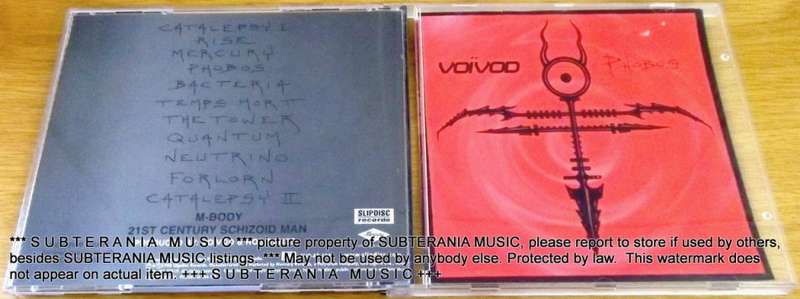 CATALEPSY I
RISE
MERCURY
PHOBOS
BACTERIA
TEMPS MORT
THE TOWER
QUANTUM
NEUTRINO
FORLORN
CATALEPSY II
M-BODY
21ST CENTURY SCHIZOID MAN
SLIPDISC
records
VOÏVOD
PHOBOS
*** S U B T E R A N I A M U S I C *** picture property of SUBTERANIA MUSIC, please report to store if used by others,
besides SUBTERANIA MUSIC listings. *** May not be used by anybody else. Protected by law. This watermark does
not appear on actual item. +++ S U B T E R A N I A M U S I C +++